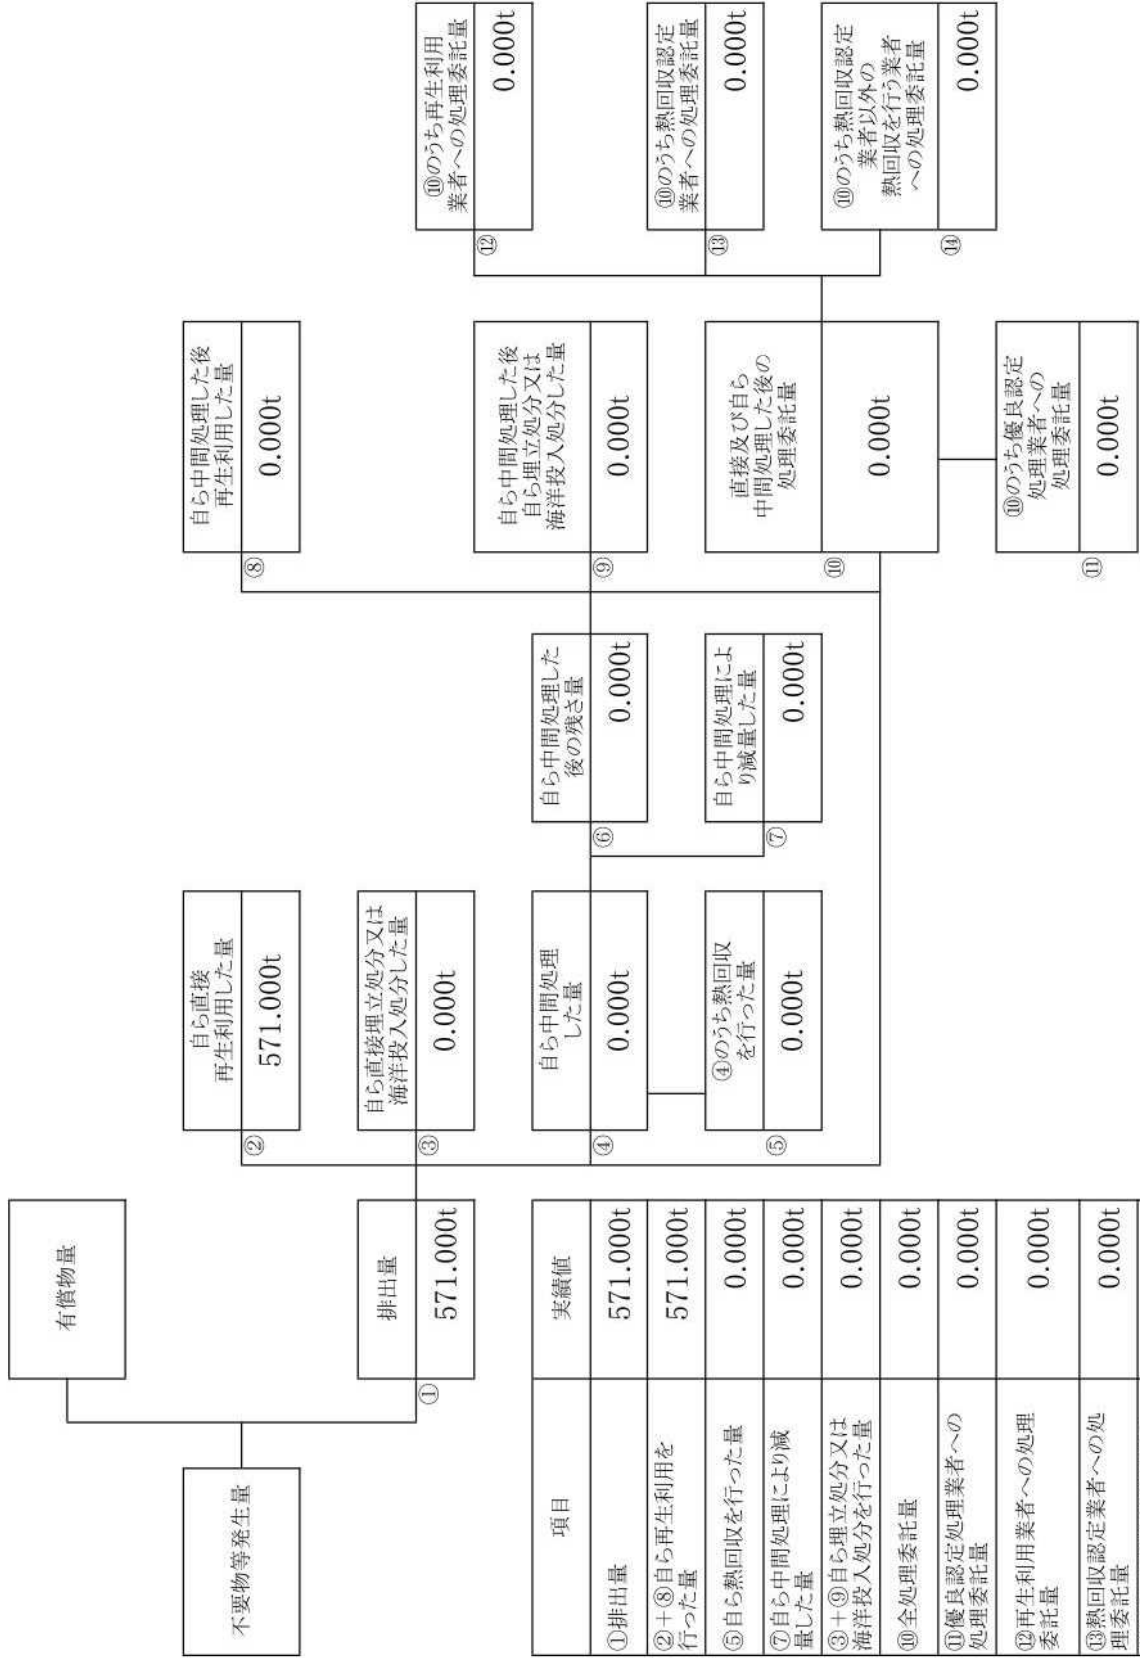 不要物等発生量
有償物量
排出量
①
571.000t
自ら直接
再生利用した量
②
571.000t
自ら直接埋立処分又は
海洋投入処分した量
③
0.000t
自ら中間処理
した量
④
0.000t
④のうち熱回収
を行った量
⑤
0.000t
自ら中間処理した
後の残さ量
⑥
0.000t
自ら中間処理によ
り減量した量
⑦
0.000t
自ら中間処理した後
再生利用した量
⑧
0.000t
自ら中間処理した後
自ら埋立処分又は
海洋投入処分した量
⑨
0.000t
直接及び自ら
中間処理した後の
処理委託量
⑩
0.000t
⑩のうち優良認定
処理業者への
処理委託量
⑪
0.000t
⑩のうち再生利用
業者への処理委託量
⑫
0.000t
⑩のうち熱回収認定
業者への処理委託量
⑬
0.000t
⑩のうち熱回収認定
業者以外の
熱回収を行う業者
への処理委託量
⑭
0.000t
項目
実績値
①排出量
571.000t
②+⑧自ら再生利用を
行った量
571.000t
⑤自ら熱回収を行った量
0.000t
⑦自ら中間処理により減
量した量
0.000t
③+⑨自ら埋立処分又は
海洋投入処分を行った量
0.000t
⑩全処理委託量
0.000t
⑪優良認定処理業者への
処理委託量
0.000t
⑫再生利用業者への処理
委託量
0.000t
⑬熱回収認定業者への処
理委託量
0.000t